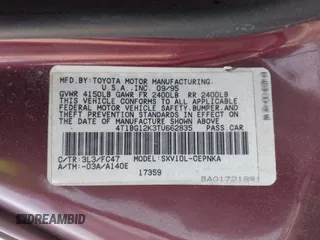 MFD.BY: TOYOTA MOTOR MANUFACTURING
U.S.A. INC. 09/95
GVWR 4150LB GAWR FR 2400LB RR 2400LB
THIS VEHICLE CONFORMS TO ALL APPLICABLE
FEDERAL MOTOR VEHICLE SAFETY, BUMPER, AND
THEFT PREVENTION STANDARDS IN EFFECT ON
THE DATE OF MANUFACTURE SHOWN ABOVE.
4T1BG12K3TU662835 PASS.CAR
C/TR: 3L3/FC47 MODEL: SXV10L-CEPNKA
A/TM: -03A/A140E
17359
BA0172189
IDREAMBID